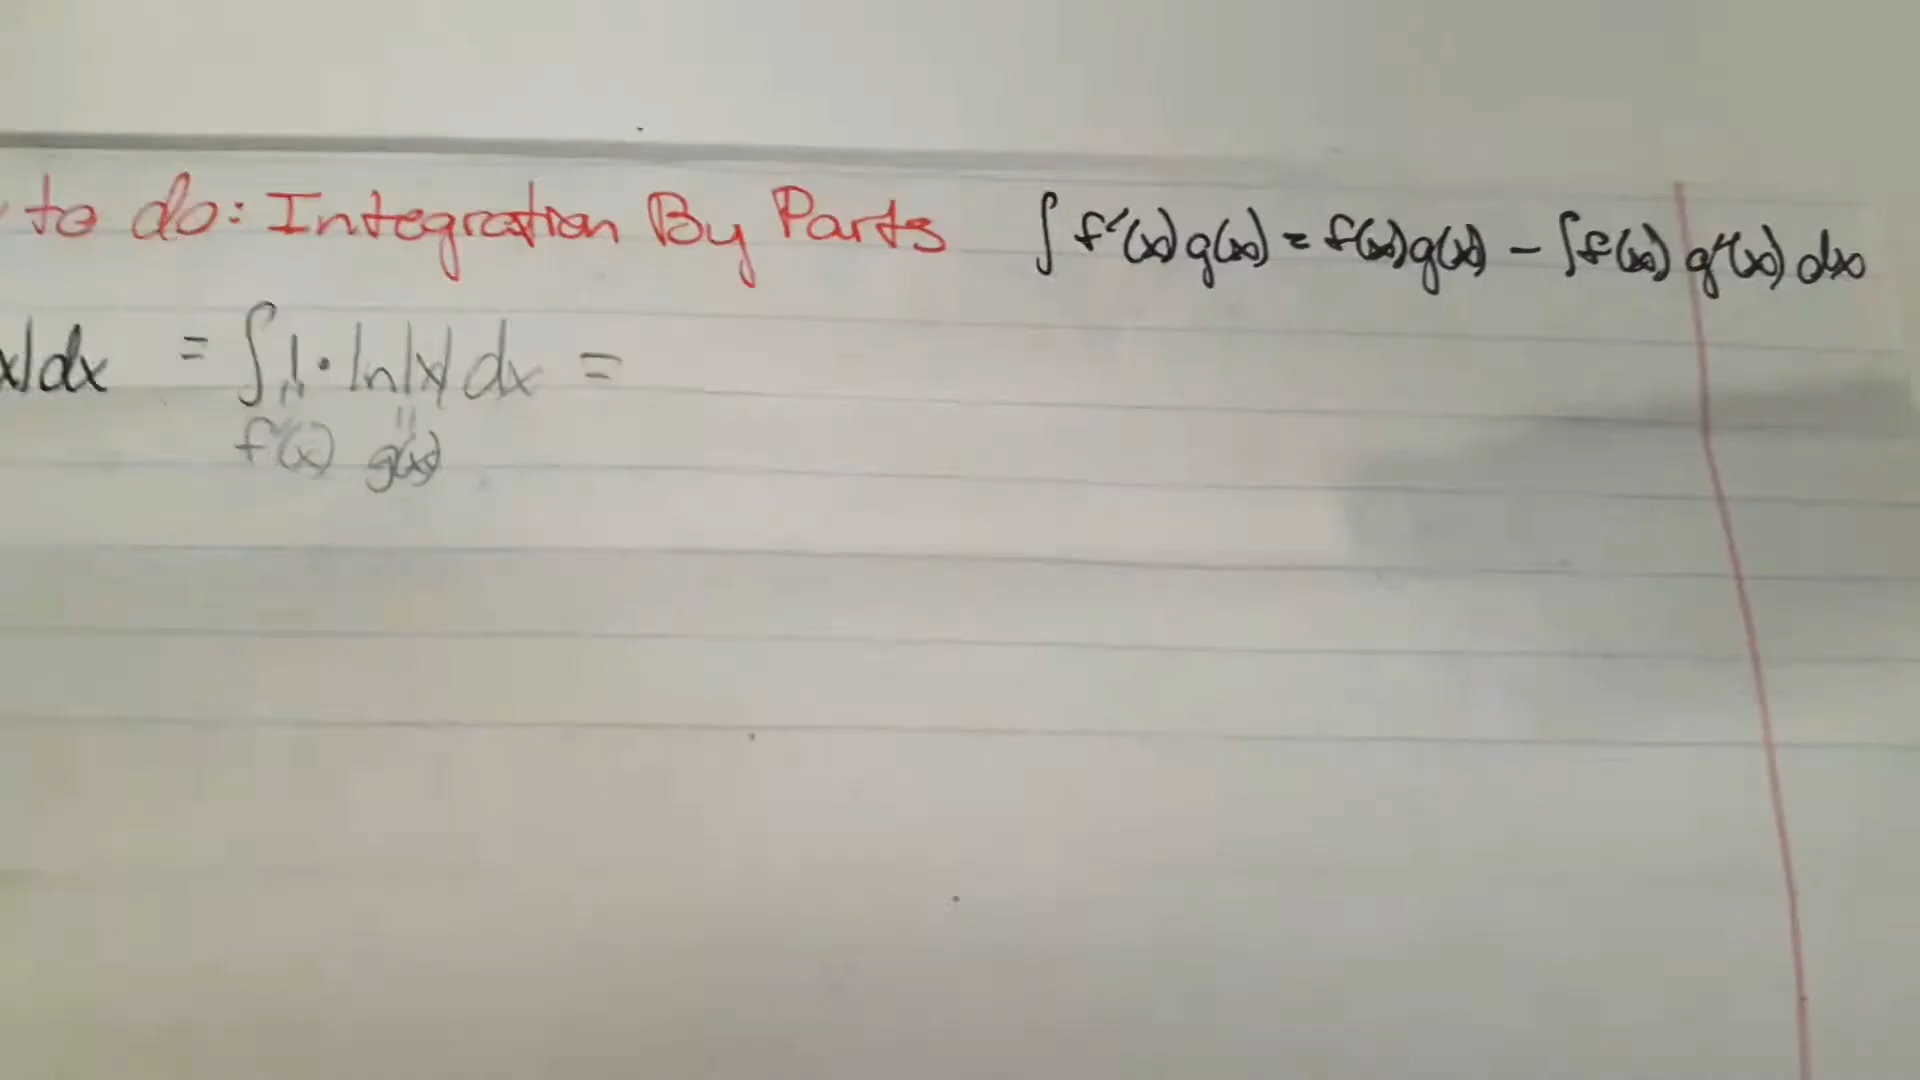 to do: Integration By Parts ∫ f'(x) g(x) = f(x)g(x) - ∫ f(x) g'(x) dx
x|dx = ∫ 1 · ln|x| dx =
f'(x) g(x)